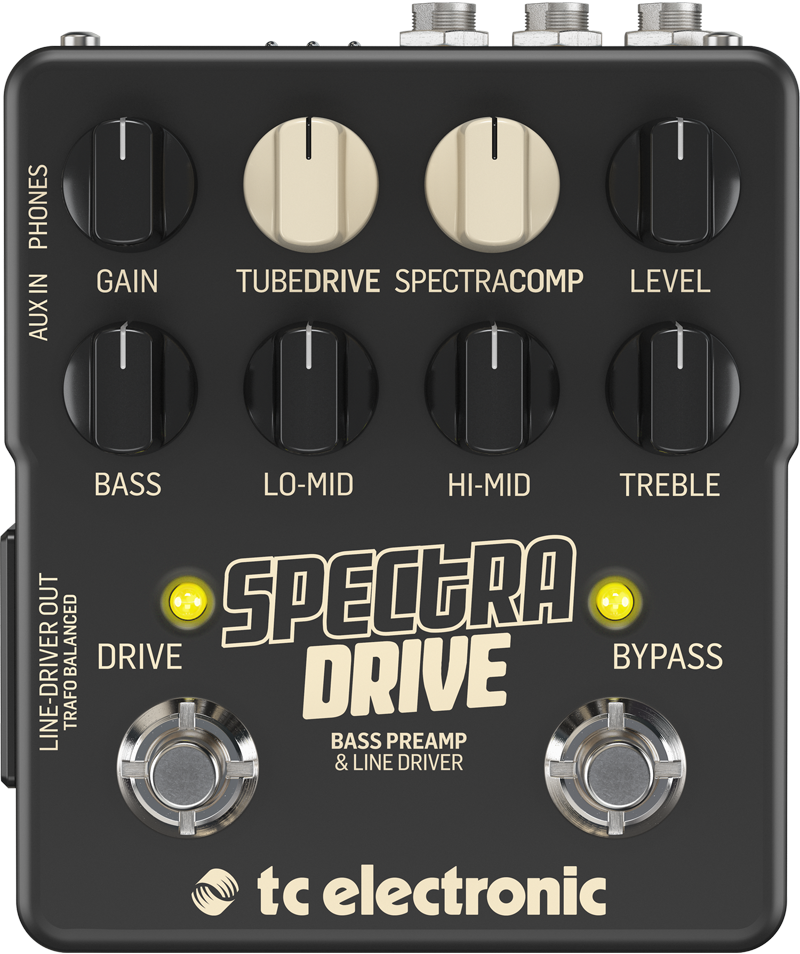 PHONES
AUX IN
GAIN
TUBEDRIVE
SPECTRACOMP
LEVEL
BASS
LO-MID
HI-MID
TREBLE
LINE-DRIVER OUT
TRAFO BALANCED
SPECTRA
DRIVE
DRIVE
BYPASS
BASS PREAMP
& LINE DRIVER
tc electronic